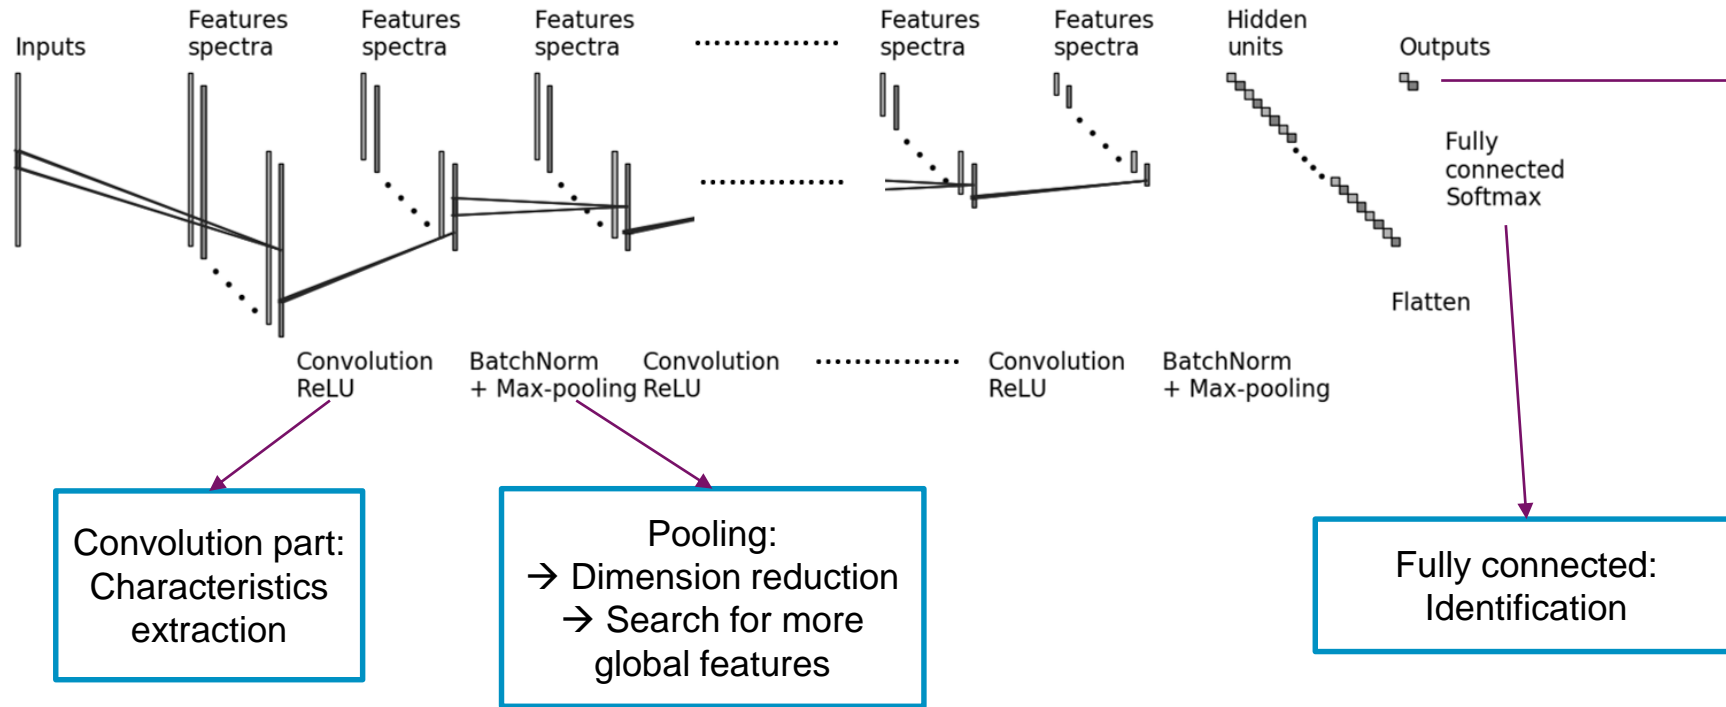 Inputs
Features
spectra
Features
spectra
Features
spectra
Features
spectra
Features
spectra
Hidden
units
Outputs
Fully
connected
Softmax
Flatten
Convolution
ReLU
BatchNorm
+ Max-pooling
Convolution
ReLU
Convolution
ReLU
BatchNorm
+ Max-pooling
Convolution part:
Characteristics
extraction
Pooling:
→ Dimension reduction
→ Search for more
global features
Fully connected:
Identification